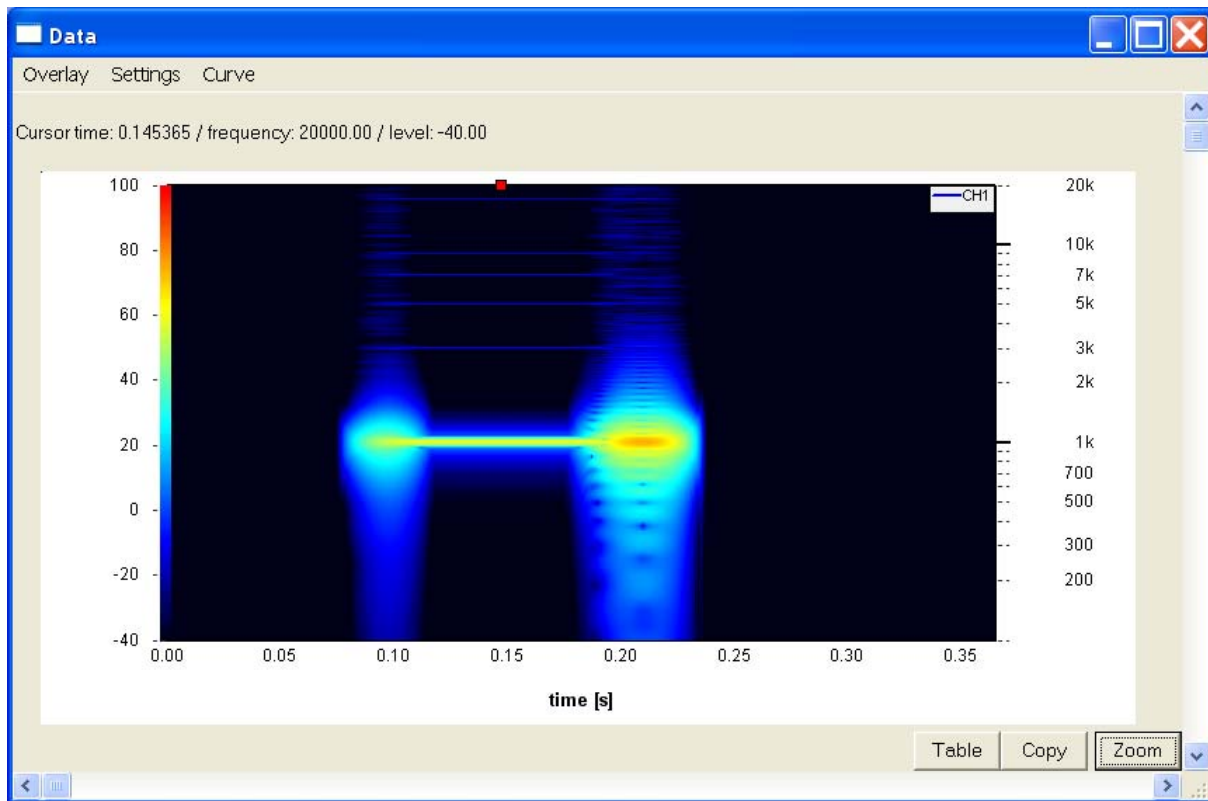 Data
Overlay Settings Curve
Cursor time: 0.145365 / frequency: 20000.00 / level: -40.00
100 CH1 20k
80 10k
7k
60 5k
3k
40 2k
20 1k
700
0 500
300
-20 200
-40
0.00 0.05 0.10 0.15 0.20 0.25 0.30 0.35
time [s]
Table Copy Zoom